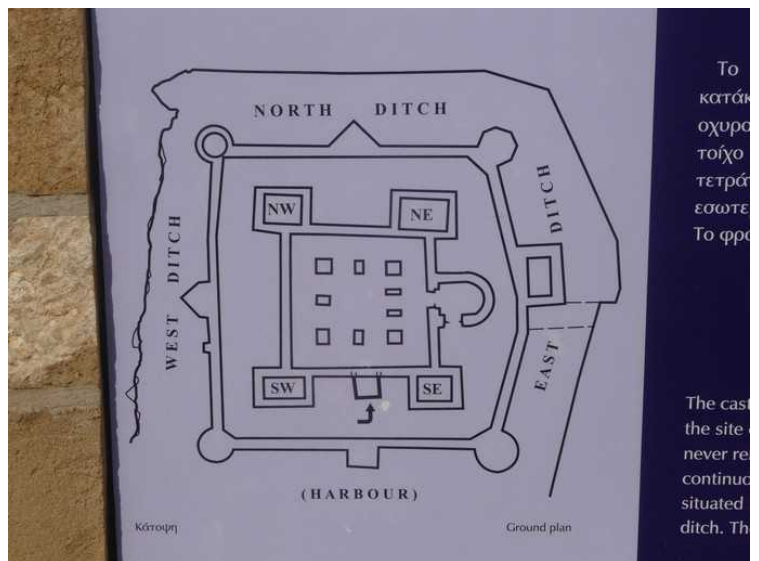 NORTH DITCH
WEST DITCH
EAST DITCH
NW
NE
SW
SE
(HARBOUR)
Κάτοψη
Ground plan
Το
κατάκ
οχυρο
τοίχο
τετρά
εσωτε
Το φρο
The cast
the site
never re
continuo
situated
ditch. Th